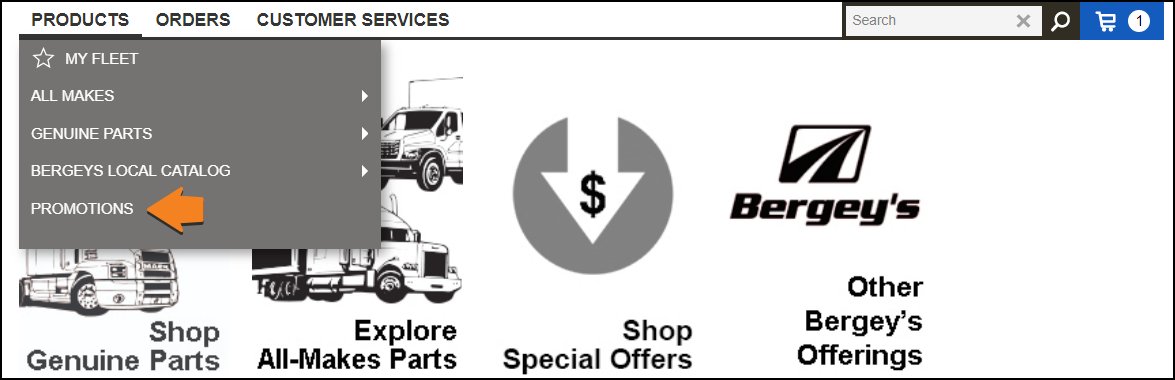 PRODUCTS ORDERS CUSTOMER SERVICES Search 1
MY FLEET
ALL MAKES
GENUINE PARTS
BERGEYS LOCAL CATALOG
PROMOTIONS
Shop
Genuine Parts
Explore
All-Makes Parts
$
Shop
Special Offers
Bergey's
Other
Bergey's
Offerings